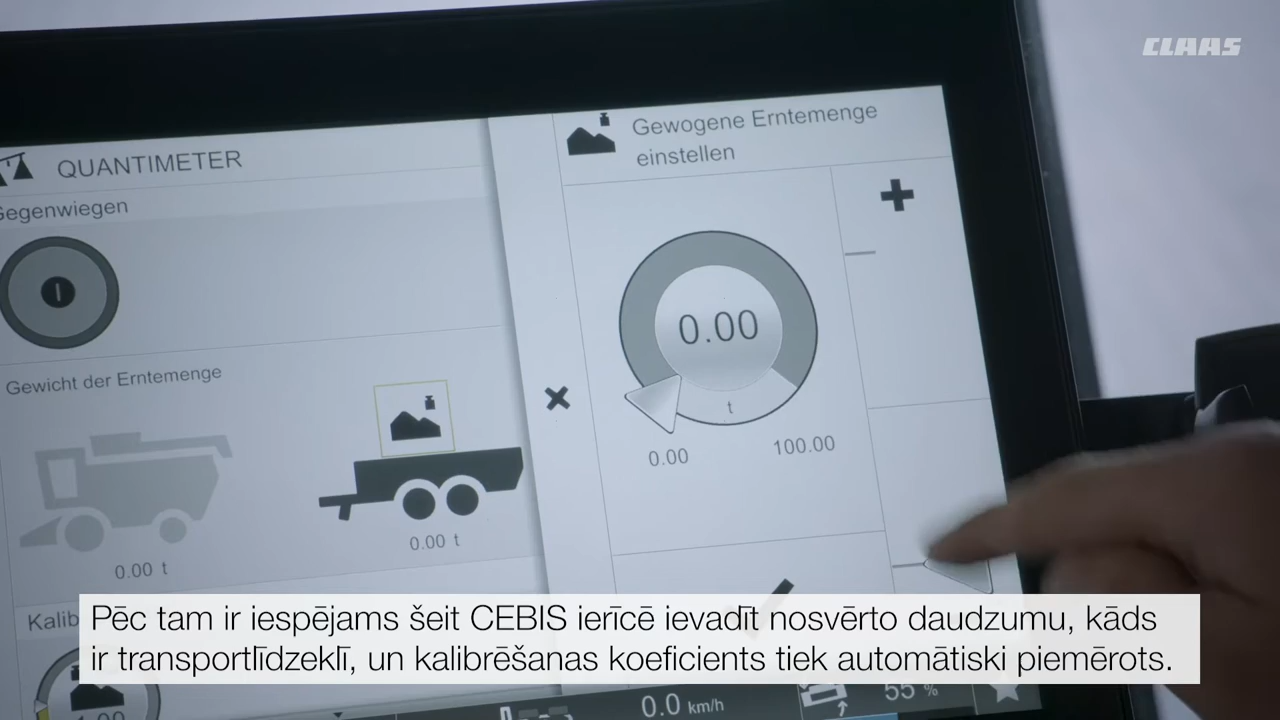 CLAAS
QUANTIMETER
Gegenwiegen
Gewicht der Erntemenge
0.00 t
0.00 t
Gewogene Erntemenge
einstellen
0.00
t
0.00
100.00
Pēc tam ir iespējams šeit CEBIS ierīcē ievadīt nosvērto daudzumu, kāds
ir transportlīdzeklī, un kalibrēšanas koeficients tiek automātiski piemērots.
0.0 km/h
55 %